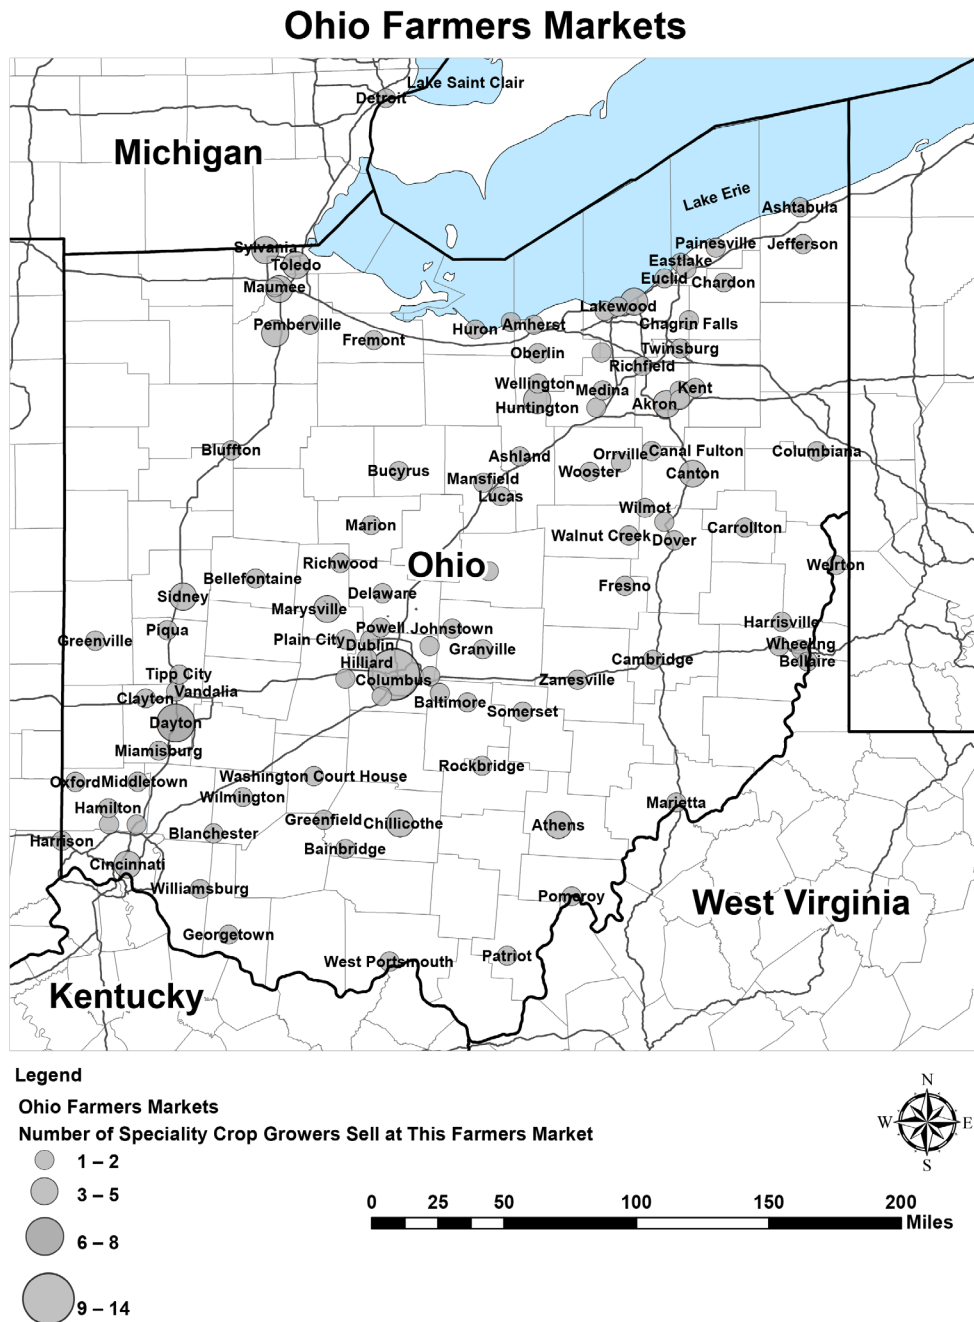 Ohio Farmers Markets
Lake Saint Clair
Detroit
Michigan
Lake Erie
Ashtabula
Sylvania
Painesville
Jefferson
Toledo
Eastlake
Euclid
Chardon
Maumee
Lakewood
Pemberville
Huron
Amherst
Chagrin Falls
Fremont
Oberlin
Twinsburg
Richfield
Wellington
Medina
Kent
Huntington
Akron
Bluffton
Ashland
Orrville
Canal Fulton
Columbiana
Bucyrus
Mansfield
Wooster
Canton
Lucas
Wilmot
Marion
Walnut Creek
Dover
Carrollton
Richwood
Ohio
Weirton
Bellefontaine
Delaware
Fresno
Sidney
Marysville
Harrisville
Piqua
Powell
Johnstown
Greenville
Plain City
Dublin
Granville
Wheeling
Hilliard
Cambridge
Bellaire
Tipp City
Columbus
Zanesville
Clayton
Vandalia
Baltimore
Somerset
Dayton
Miamisburg
Rockbridge
Oxford
Middletown
Washington Court House
Wilmington
Marietta
Hamilton
Greenfield
Chillicothe
Athens
Harrison
Blanchester
Bainbridge
Cincinnati
Williamsburg
Pomeroy
West Virginia
Georgetown
West Portsmouth
Patriot
Kentucky
Legend
Ohio Farmers Markets
Number of Speciality Crop Growers Sell at This Farmers Market
1 – 2
3 – 5
6 – 8
9 – 14
0 25 50 100 150 200
Miles
N
W E
S